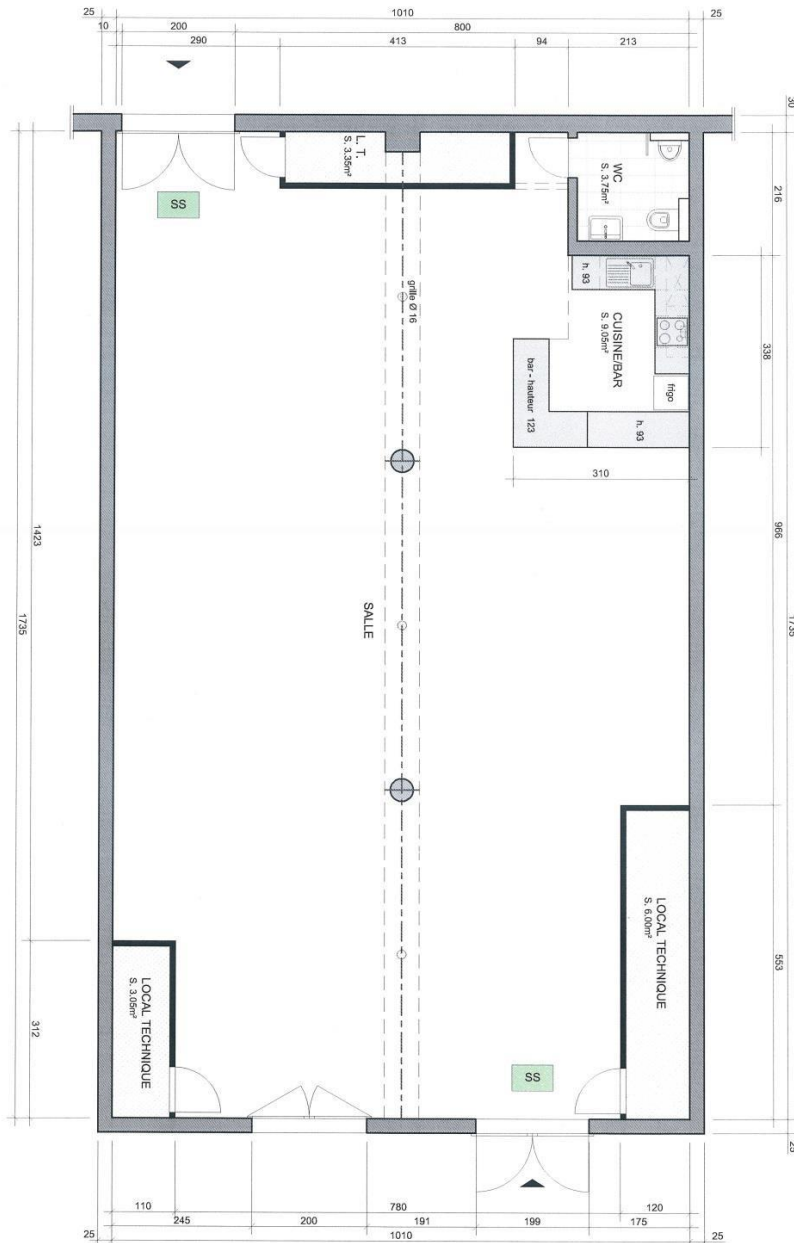 25 1010 25
10 200 800
290 413 94 213
30
L. T.
S. 3.35m²
WC
S. 3.75m²
216
SS
h. 93
grille Ø 16
CUISINE/BAR
S. 9.05m²
338
frigo
bar - hauteur 123
h. 93
310
1423
966
1735
SALLE
1735
LOCAL TECHNIQUE
S. 6.00m²
553
LOCAL TECHNIQUE
S. 3.05m²
312
SS
25
110 780 120
245 200 191 199 175
25 1010 25